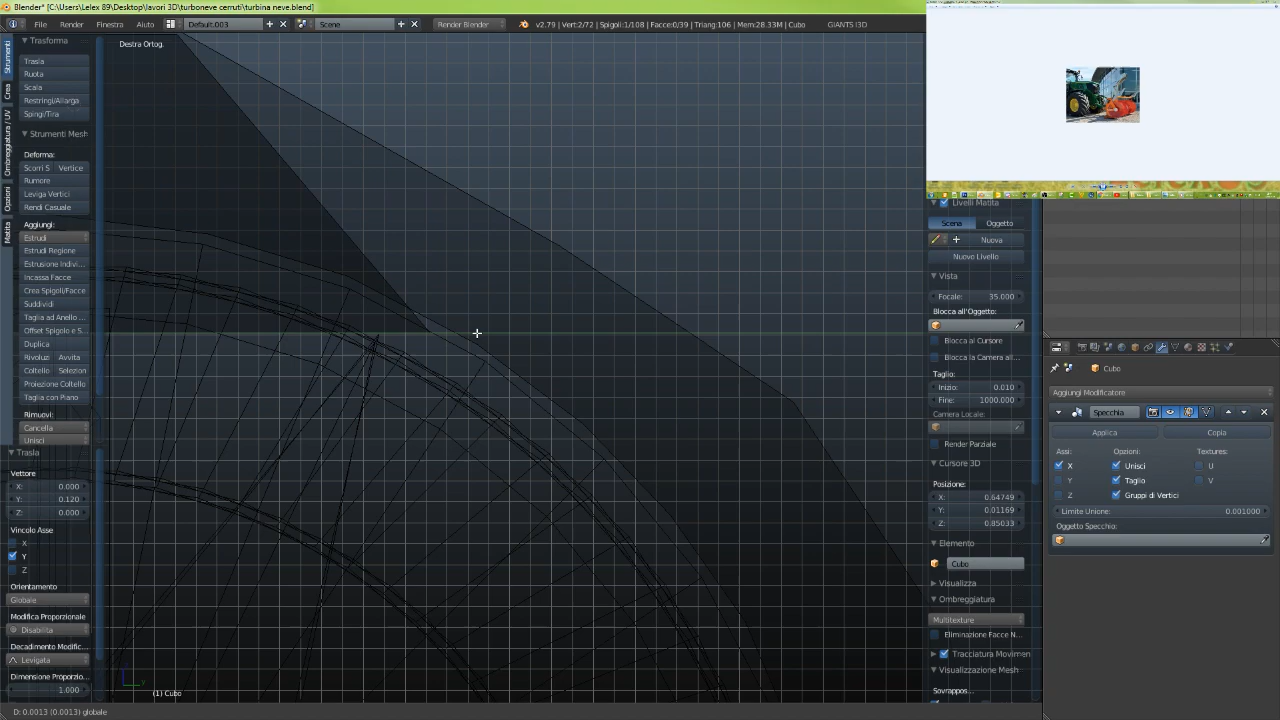 Blender* [C:\Users\Lelex 89\Desktop\lavori 3D\turboneve cerruti\turbina neve.blend]
File Render Finestra Aiuto Default.003 Scene Render Blender v2.79 | Vert:2/72 | Spigoli:1/108 | Facce:0/39 | Triang:106 | Mem:28.33M | Cubo GIANTS I3D
Destra Ortog.
Strumenti
Crea
Ombreggiatura / UV
Opzioni
Matita
Trasforma
Trasla
Ruota
Scala
Restringi/Allarga
Spingi/Tira
Strumenti Mesh
Deforma:
Scorri S Vertice
Rumore
Leviga Vertici
Rendi Casuale
Aggiungi:
Estrudi
Estrudi Regione
Estrusione Indivi...
Incassa Facce
Crea Spigoli/Facce
Suddividi
Taglia ad Anello ...
Offset Spigolo e S...
Duplica
Rivoluz Avvita
Coltello Selezion
Proiezione Coltello
Taglia con Piano
Rimuovi:
Cancella
Unisci
Trasla
Vettore
X: 0.000
Y: 0.120
Z: 0.000
Vincolo Asse
X
Y
Z
Orientamento
Globale
Modifica Proporzionale
Disabilita
Decadimento Modific...
Levigata
Dimensione Proporzio...
1.000
(1) Cubo
D: 0.0013 (0.0013) globale
Livelli Matita
Scena Oggetto
Nuova
Nuovo Livello
Vista
Focale: 35.000
Blocca all'Oggetto:
Blocca al Cursore
Blocca la Camera all...
Taglio:
Inizio: 0.010
Fine: 1000.000
Camera Locale:
Render Parziale
Cursore 3D
Posizione:
X: 0.64749
Y: 0.01169
Z: 0.85033
Elemento
Cubo
Visualizza
Ombreggiatura
Multitexture
Eliminazione Facce N...
Tracciatura Movimen
Visualizzazione Mesh
Sovrappos...
Cubo
Aggiungi Modificatore
Specchia
Applica Copia
Assi: Opzioni: Textures:
X Unisci U
Y Taglio V
Z Gruppi di Vertici
Limite Unione: 0.001000
Oggetto Specchio: